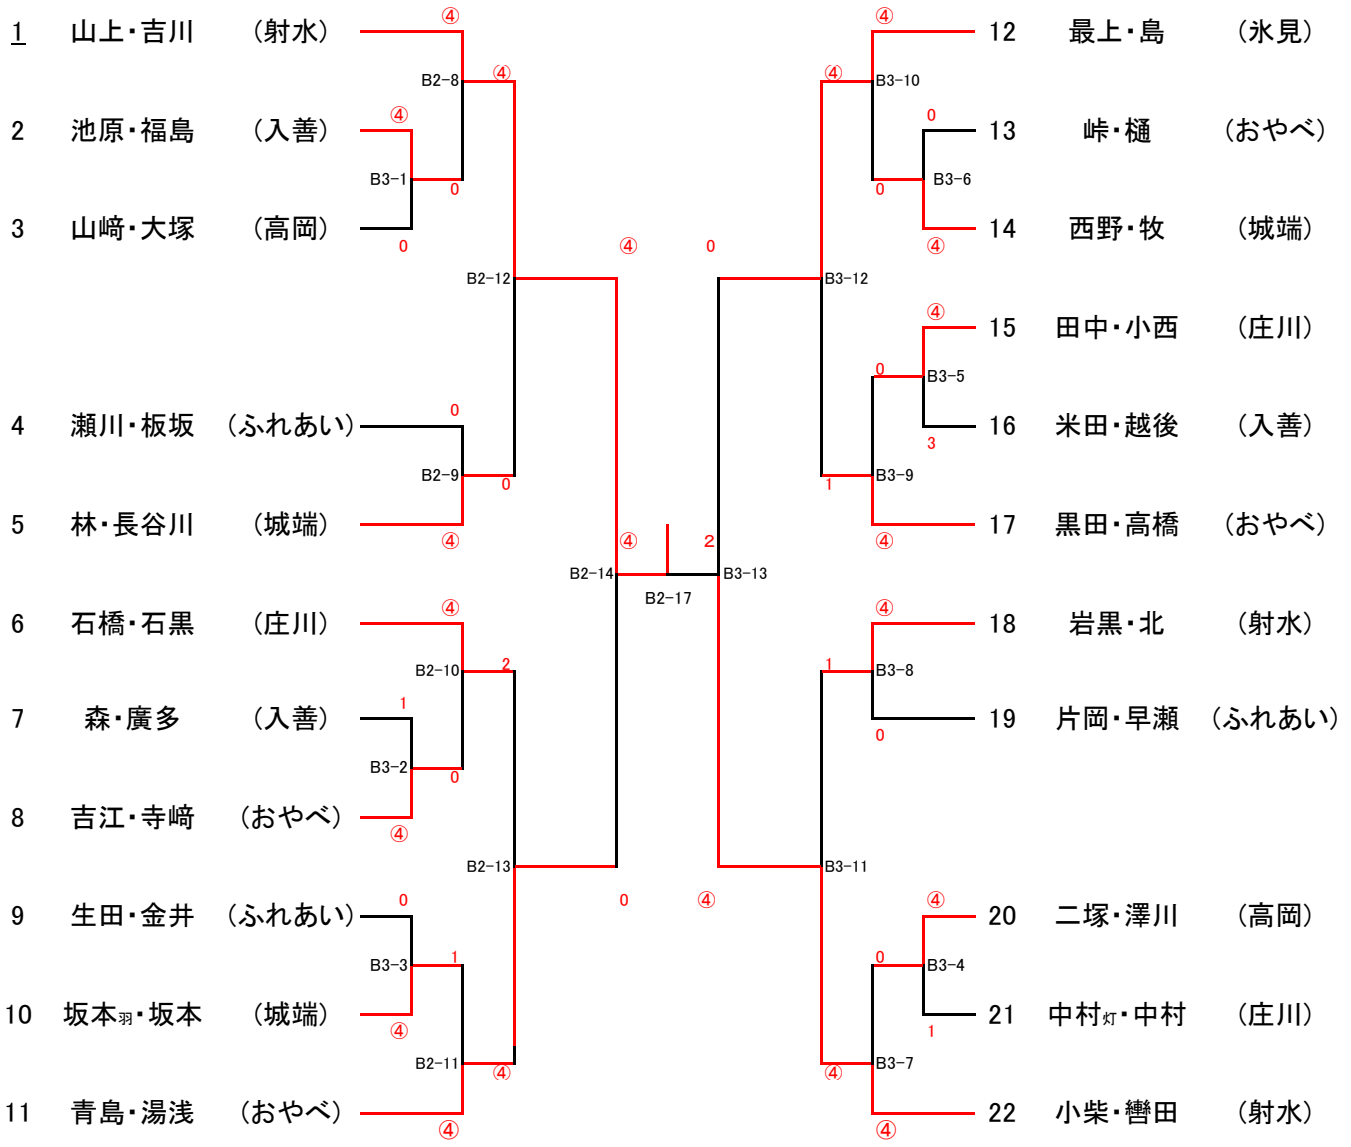 ④
1 山上・吉川 (射水)
B2-8
④
④
2 池原・福島 (入善)
B3-1
0
3 山﨑・大塚 (高岡)
0
④
B2-12
4 瀬川・板坂 (ふれあい)
0
B2-9
0
5 林・長谷川 (城端)
④
④
B2-14
B2-17
6 石橋・石黒 (庄川)
④
B2-10
2
7 森・廣多 (入善)
1
B3-2
0
8 吉江・寺﨑 (おやべ)
④
B2-13
0
9 生田・金井 (ふれあい)
0
B3-3
1
10 坂本羽・坂本 (城端)
④
B2-11
④
11 青島・湯浅 (おやべ)
④
④
12 最上・島 (氷見)
④
B3-10
0
13 峠・樋 (おやべ)
B3-6
0
14 西野・牧 (城端)
④
0
B3-12
④
15 田中・小西 (庄川)
0
B3-5
16 米田・越後 (入善)
3
B3-9
1
17 黒田・高橋 (おやべ)
④
2
B3-13
④
18 岩黒・北 (射水)
1
B3-8
19 片岡・早瀬 (ふれあい)
0
B3-11
④
④
20 二塚・澤川 (高岡)
0
B3-4
21 中村灯・中村 (庄川)
1
B3-7
④
22 小柴・轡田 (射水)
④